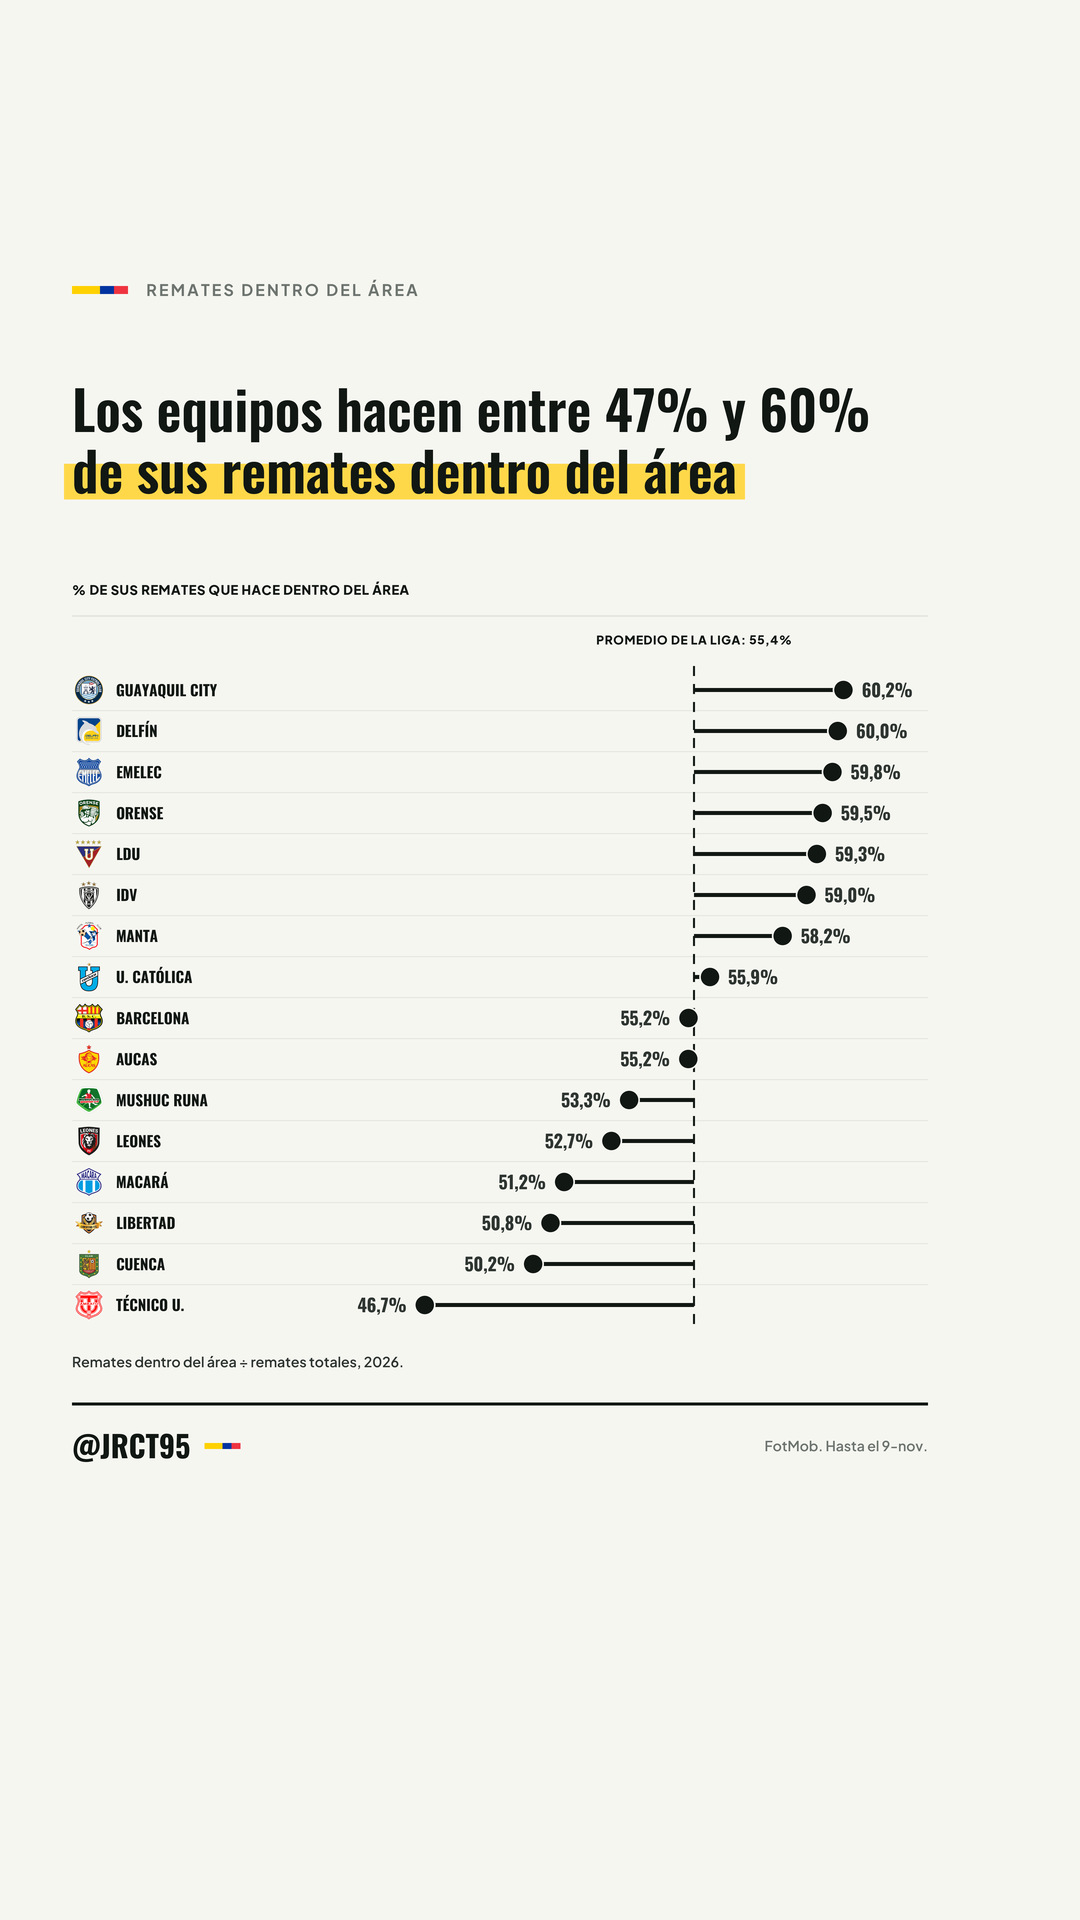 REMATES DENTRO DEL ÁREA
Los equipos hacen entre 47% y 60%
de sus remates dentro del área
% DE SUS REMATES QUE HACE DENTRO DEL ÁREA
PROMEDIO DE LA LIGA: 55,4%
GUAYAQUIL CITY 60,2%
DELFÍN 60,0%
EMELEC 59,8%
ORENSE 59,5%
LDU 59,3%
IDV 59,0%
MANTA 58,2%
U. CATÓLICA 55,9%
BARCELONA 55,2%
AUCAS 55,2%
MUSHUC RUNA 53,3%
LEONES 52,7%
MACARÁ 51,2%
LIBERTAD 50,8%
CUENCA 50,2%
TÉCNICO U. 46,7%
Remates dentro del área ÷ remates totales, 2026.
@JRCT95
FotMob. Hasta el 9-nov.